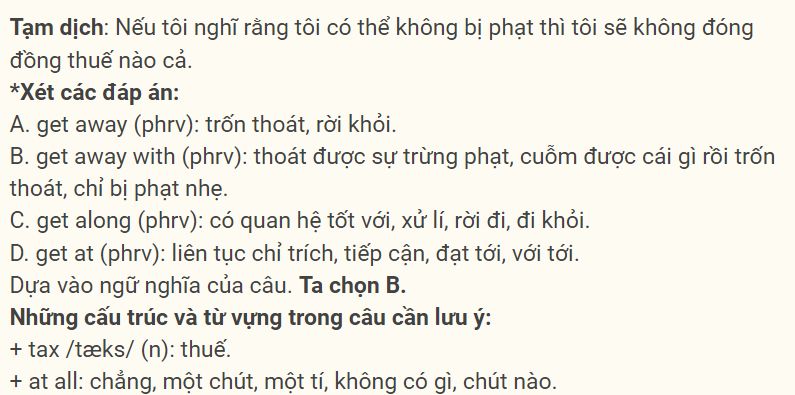 Tạm dịch: Nếu tôi nghĩ rằng tôi có thể không bị phạt thì tôi sẽ không đóng
đồng thuế nào cả.
*Xét các đáp án:
A. get away (phrv): trốn thoát, rời khỏi.
B. get away with (phrv): thoát được sự trừng phạt, cuỗm được cái gì rồi trốn
thoát, chỉ bị phạt nhẹ.
C. get along (phrv): có quan hệ tốt với, xử lí, rời đi, đi khỏi.
D. get at (phrv): liên tục chỉ trích, tiếp cận, đạt tới, với tới.
Dựa vào ngữ nghĩa của câu. Ta chọn B.
Những cấu trúc và từ vựng trong câu cần lưu ý:
+ tax /tæks/ (n): thuế.
+ at all: chẳng, một chút, một tí, không có gì, chút nào.